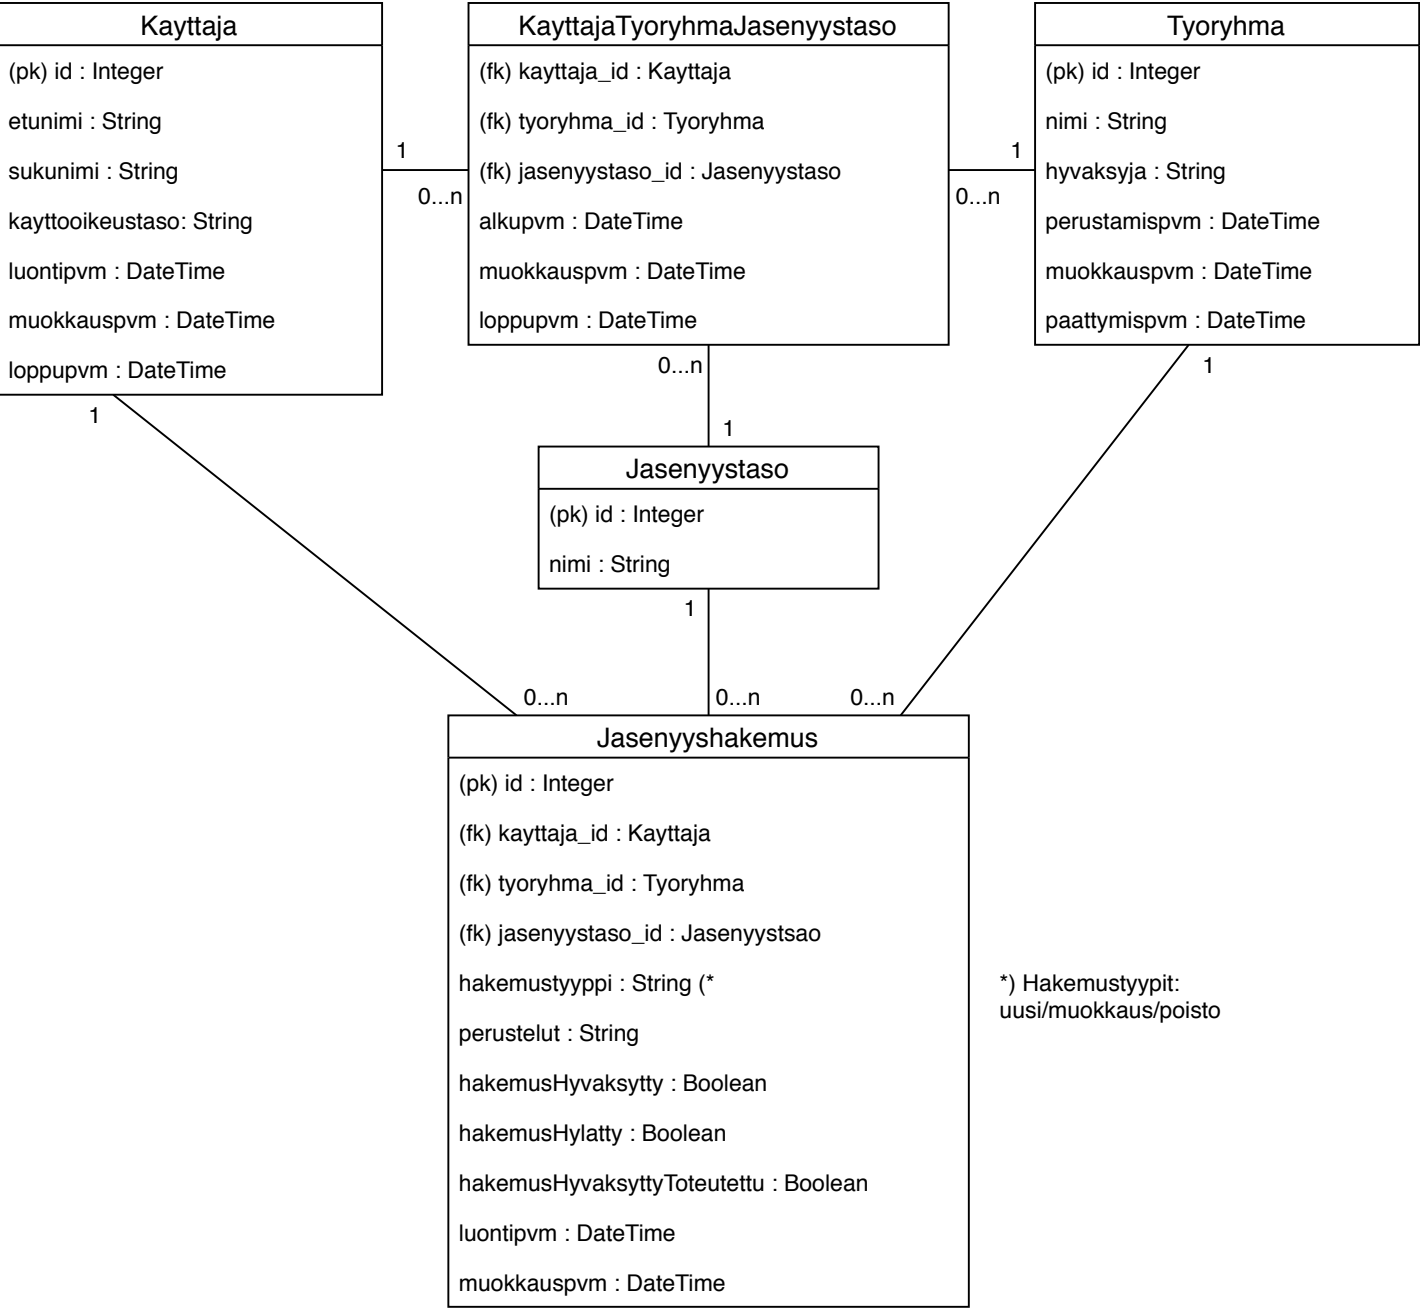 Kayttaja
(pk) id : Integer
etunimi : String
sukunimi : String
kayttooikeustaso: String
luontipvm : DateTime
muokkauspvm : DateTime
loppupvm : DateTime
1
0...n
1
KayttajaTyoryhmaJasenyystaso
(fk) kayttaja_id : Kayttaja
(fk) tyoryhma_id : Tyoryhma
(fk) jasenyystaso_id : Jasenyystaso
alkupvm : DateTime
muokkauspvm : DateTime
loppupvm : DateTime
1
0...n
0...n
1
Tyoryhma
(pk) id : Integer
nimi : String
hyvaksyja : String
perustamispvm : DateTime
muokkauspvm : DateTime
paattymispvm : DateTime
1
Jasenyystaso
(pk) id : Integer
nimi : String
1
0...n
0...n
0...n
Jasenyyshakemus
(pk) id : Integer
(fk) kayttaja_id : Kayttaja
(fk) tyoryhma_id : Tyoryhma
(fk) jasenyystaso_id : Jasenyystsao
hakemustyyppi : String (*
perustelut : String
hakemusHyvaksytty : Boolean
hakemusHylatty : Boolean
hakemusHyvaksyttyToteutettu : Boolean
luontipvm : DateTime
muokkauspvm : DateTime
*) Hakemustyypit:
uusi/muokkaus/poisto